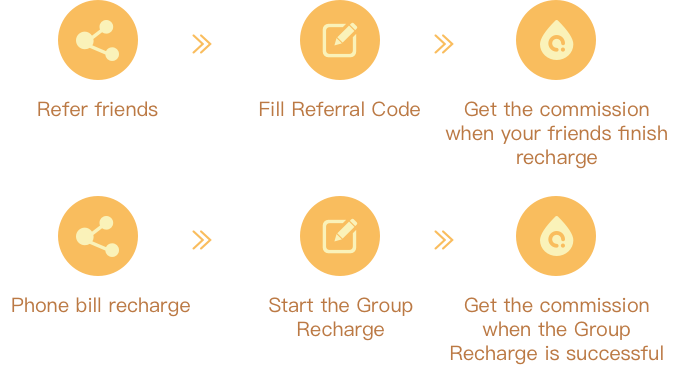 Refer friends
Fill Referral Code
Get the commission
when your friends finish
recharge
Phone bill recharge
Start the Group
Recharge
Get the commission
when the Group
Recharge is successful